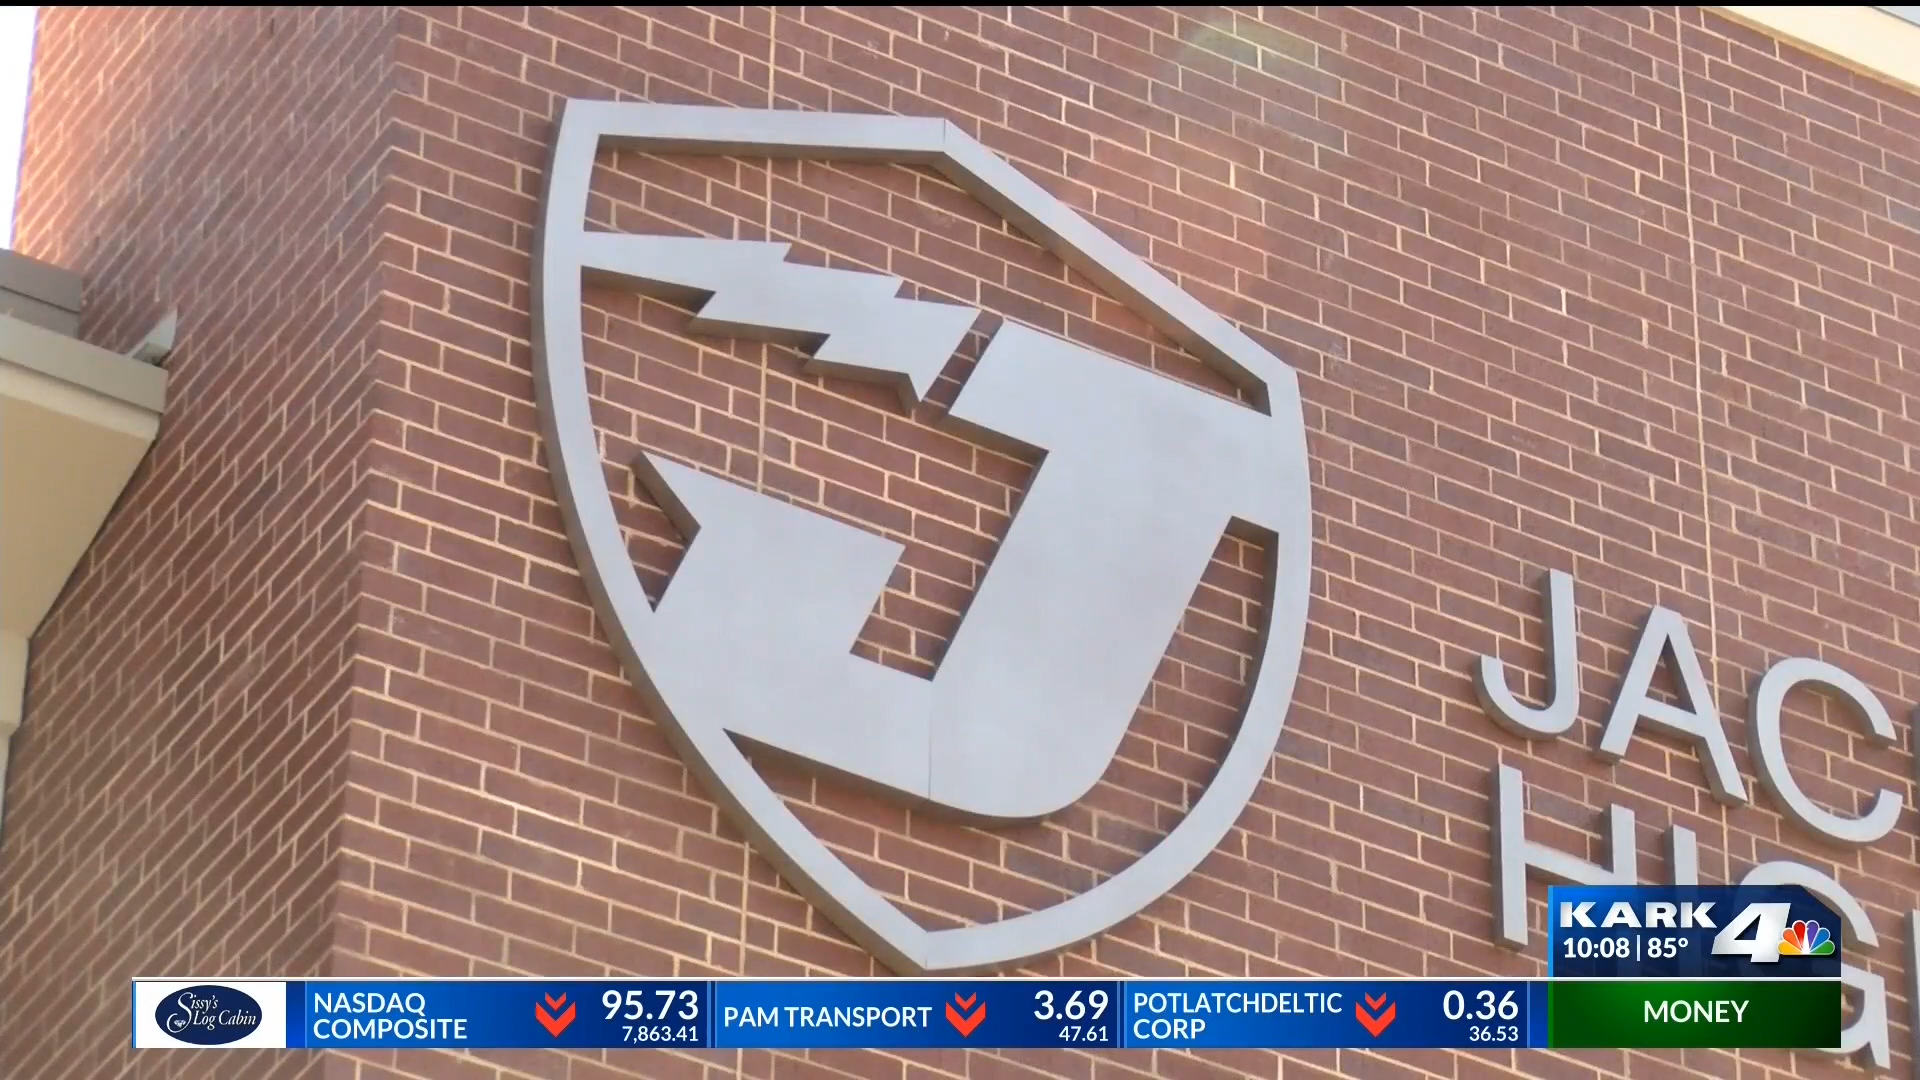 JAC
HIG
KARK 4
10:08 | 85°
Sissy's Log Cabin
NASDAQ COMPOSITE 95.73 7,863.41
PAM TRANSPORT 3.69 47.61
POTLATCHDELTIC CORP 0.36 36.53
MONEY